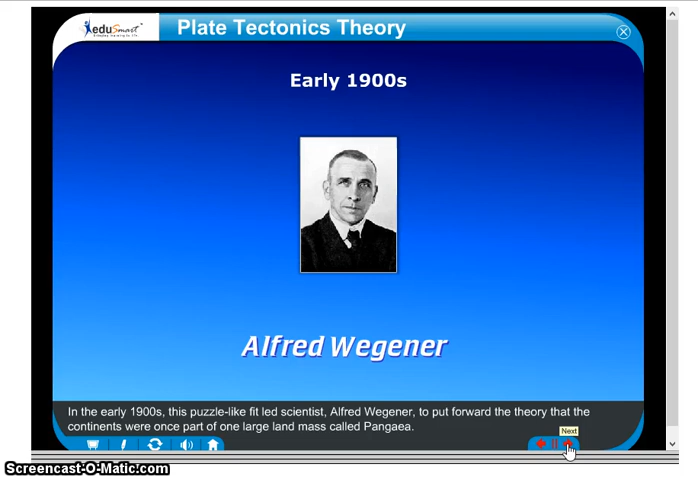 eduSmart
Plate Tectonics Theory
Early 1900s
Alfred Wegener
In the early 1900s, this puzzle-like fit led scientist, Alfred Wegener, to put forward the theory that the
continents were once part of one large land mass called Pangaea.
Next
Screencast-O-Matic.com